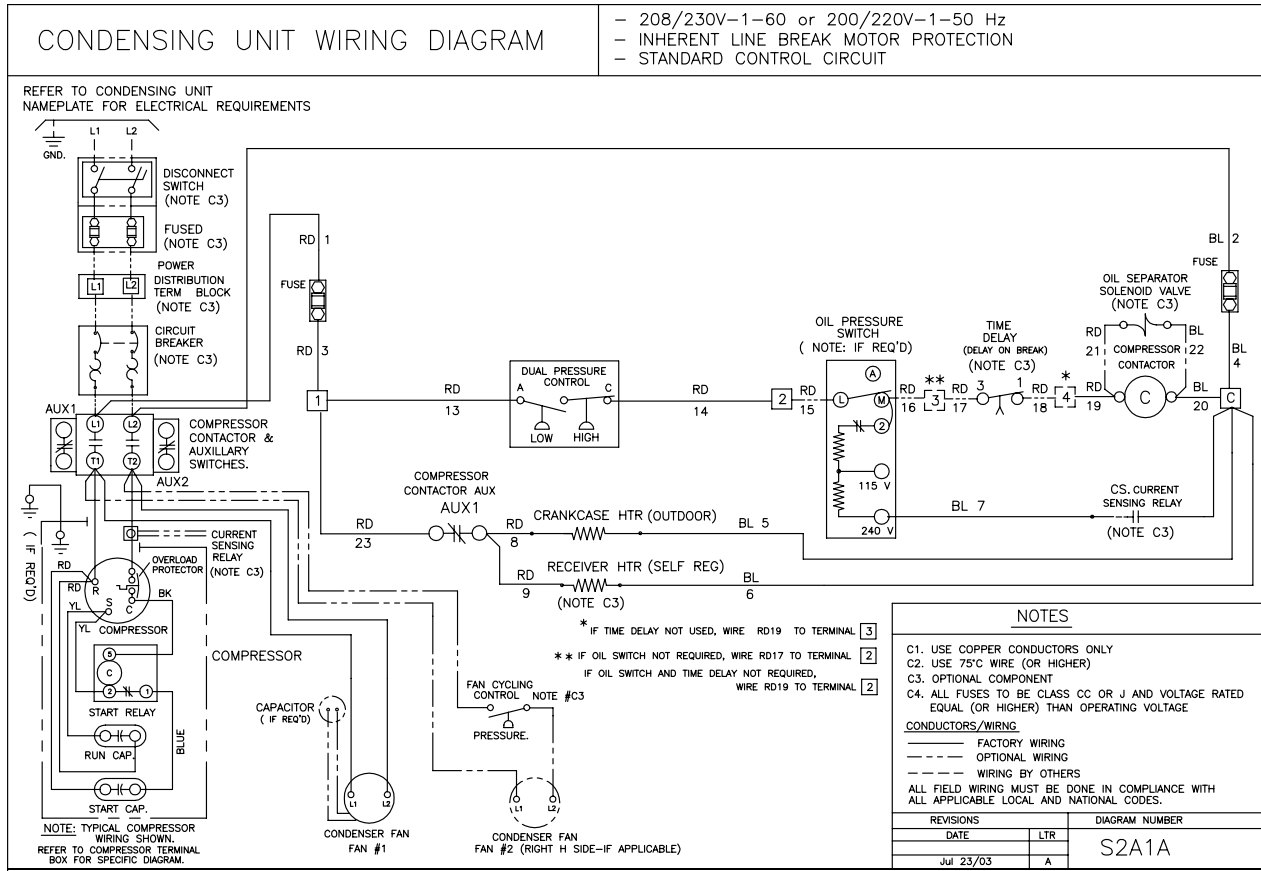 CONDENSING UNIT WIRING DIAGRAM
– 208/230V–1–60 or 200/220V–1–50 Hz
– INHERENT LINE BREAK MOTOR PROTECTION
– STANDARD CONTROL CIRCUIT
REFER TO CONDENSING UNIT
NAMEPLATE FOR ELECTRICAL REQUIREMENTS
L1 L2
GND.
DISCONNECT
SWITCH
(NOTE C3)
FUSED
(NOTE C3)
POWER
DISTRIBUTION
TERM BLOCK
(NOTE C3)
L1 L2
CIRCUIT
BREAKER
(NOTE C3)
AUX1
L1 L2
T1 T2
COMPRESSOR
CONTACTOR &
AUXILLARY
SWITCHES.
AUX2
RD 1
FUSE
RD 3
1
RD
13
DUAL PRESSURE
CONTROL
A C
LOW HIGH
RD
14
2
RD
15
OIL PRESSURE
SWITCH
( NOTE: IF REQ'D)
A
L M
2
115 V
240 V
RD
16
**
3
RD
17
TIME
DELAY
(DELAY ON BREAK)
(NOTE C3)
3 1
RD
18
*
4
RD
19
OIL SEPARATOR
SOLENOID VALVE
(NOTE C3)
RD
21
BL
22
COMPRESSOR
CONTACTOR
C
BL
20
C
BL 2
FUSE
BL
4
BL 7
CS. CURRENT
SENSING RELAY
(NOTE C3)
COMPRESSOR
CONTACTOR AUX
AUX1
RD
23
RD
8
CRANKCASE HTR (OUTDOOR)
BL 5
RD
9
RECEIVER HTR (SELF REG)
(NOTE C3)
BL
6
* IF TIME DELAY NOT USED, WIRE RD19 TO TERMINAL 3
** IF OIL SWITCH NOT REQUIRED, WIRE RD17 TO TERMINAL 2
IF OIL SWITCH AND TIME DELAY NOT REQUIRED,
WIRE RD19 TO TERMINAL 2
( IF REQ'D)
CURRENT
SENSING
RELAY
(NOTE C3)
OVERLOAD
PROTECTOR
RD
RD
R
S
C
BK
YL
YL
COMPRESSOR
5
C
2 1
START RELAY
COMPRESSOR
BLUE
RUN CAP.
START CAP.
NOTE: TYPICAL COMPRESSOR
WIRING SHOWN.
REFER TO COMPRESSOR TERMINAL
BOX FOR SPECIFIC DIAGRAM.
CAPACITOR
( IF REQ'D)
L1 L2
CONDENSER FAN
FAN #1
FAN CYCLING
CONTROL NOTE #C3
PRESSURE.
L1 L2
CONDENSER FAN
FAN #2 (RIGHT H SIDE–IF APPLICABLE)
NOTES
C1. USE COPPER CONDUCTORS ONLY
C2. USE 75°C WIRE (OR HIGHER)
C3. OPTIONAL COMPONENT
C4. ALL FUSES TO BE CLASS CC OR J AND VOLTAGE RATED
EQUAL (OR HIGHER) THAN OPERATING VOLTAGE
CONDUCTORS/WIRNG
FACTORY WIRING
OPTIONAL WIRING
WIRING BY OTHERS
ALL FIELD WIRING MUST BE DONE IN COMPLIANCE WITH
ALL APPLICABLE LOCAL AND NATIONAL CODES.
REVISIONS DIAGRAM NUMBER
DATE LTR
S2A1A
Jul 23/03 A